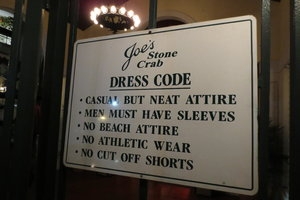 Joe's
Stone
Crab
DRESS CODE
• CASUAL BUT NEAT ATTIRE
• MEN MUST HAVE SLEEVES
• NO BEACH ATTIRE
• NO ATHLETIC WEAR
• NO CUT OFF SHORTS